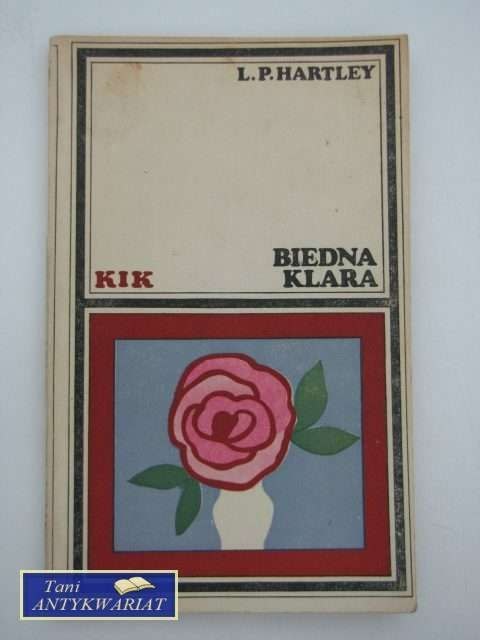 L.P.HARTLEY
BIEDNA
KIK KLARA
Tani
ANTYKWARIAT